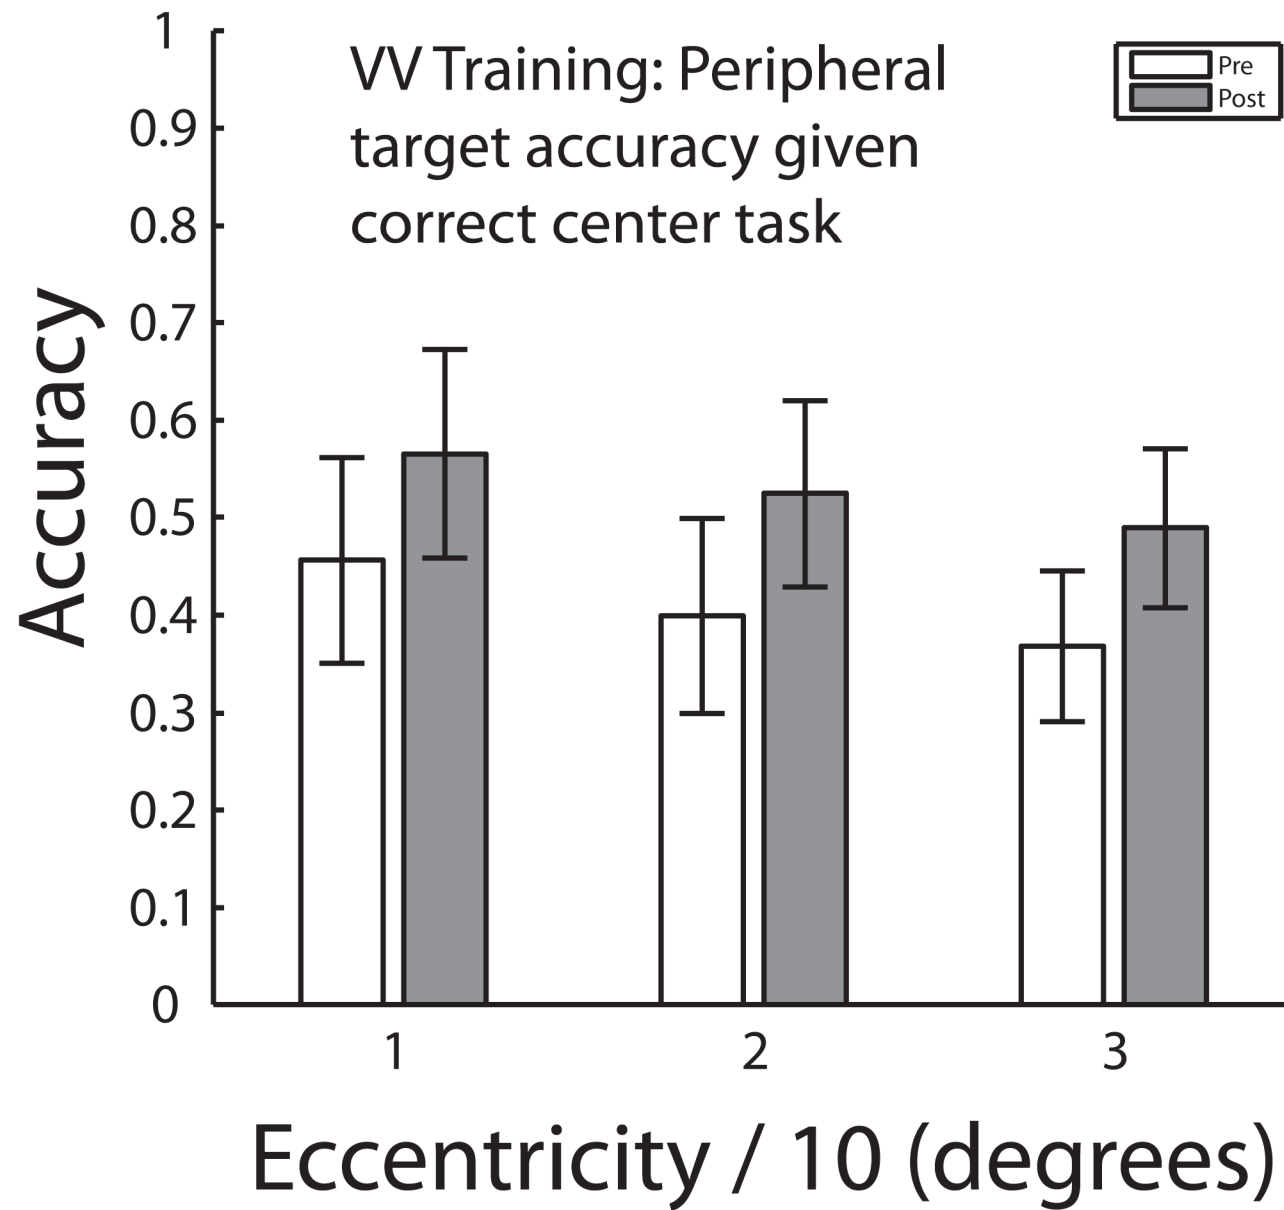 VV Training: Peripheral
target accuracy given
correct center task
Pre
Post
Accuracy
1
0.9
0.8
0.7
0.6
0.5
0.4
0.3
0.2
0.1
0
1 2 3
Eccentricity / 10 (degrees)